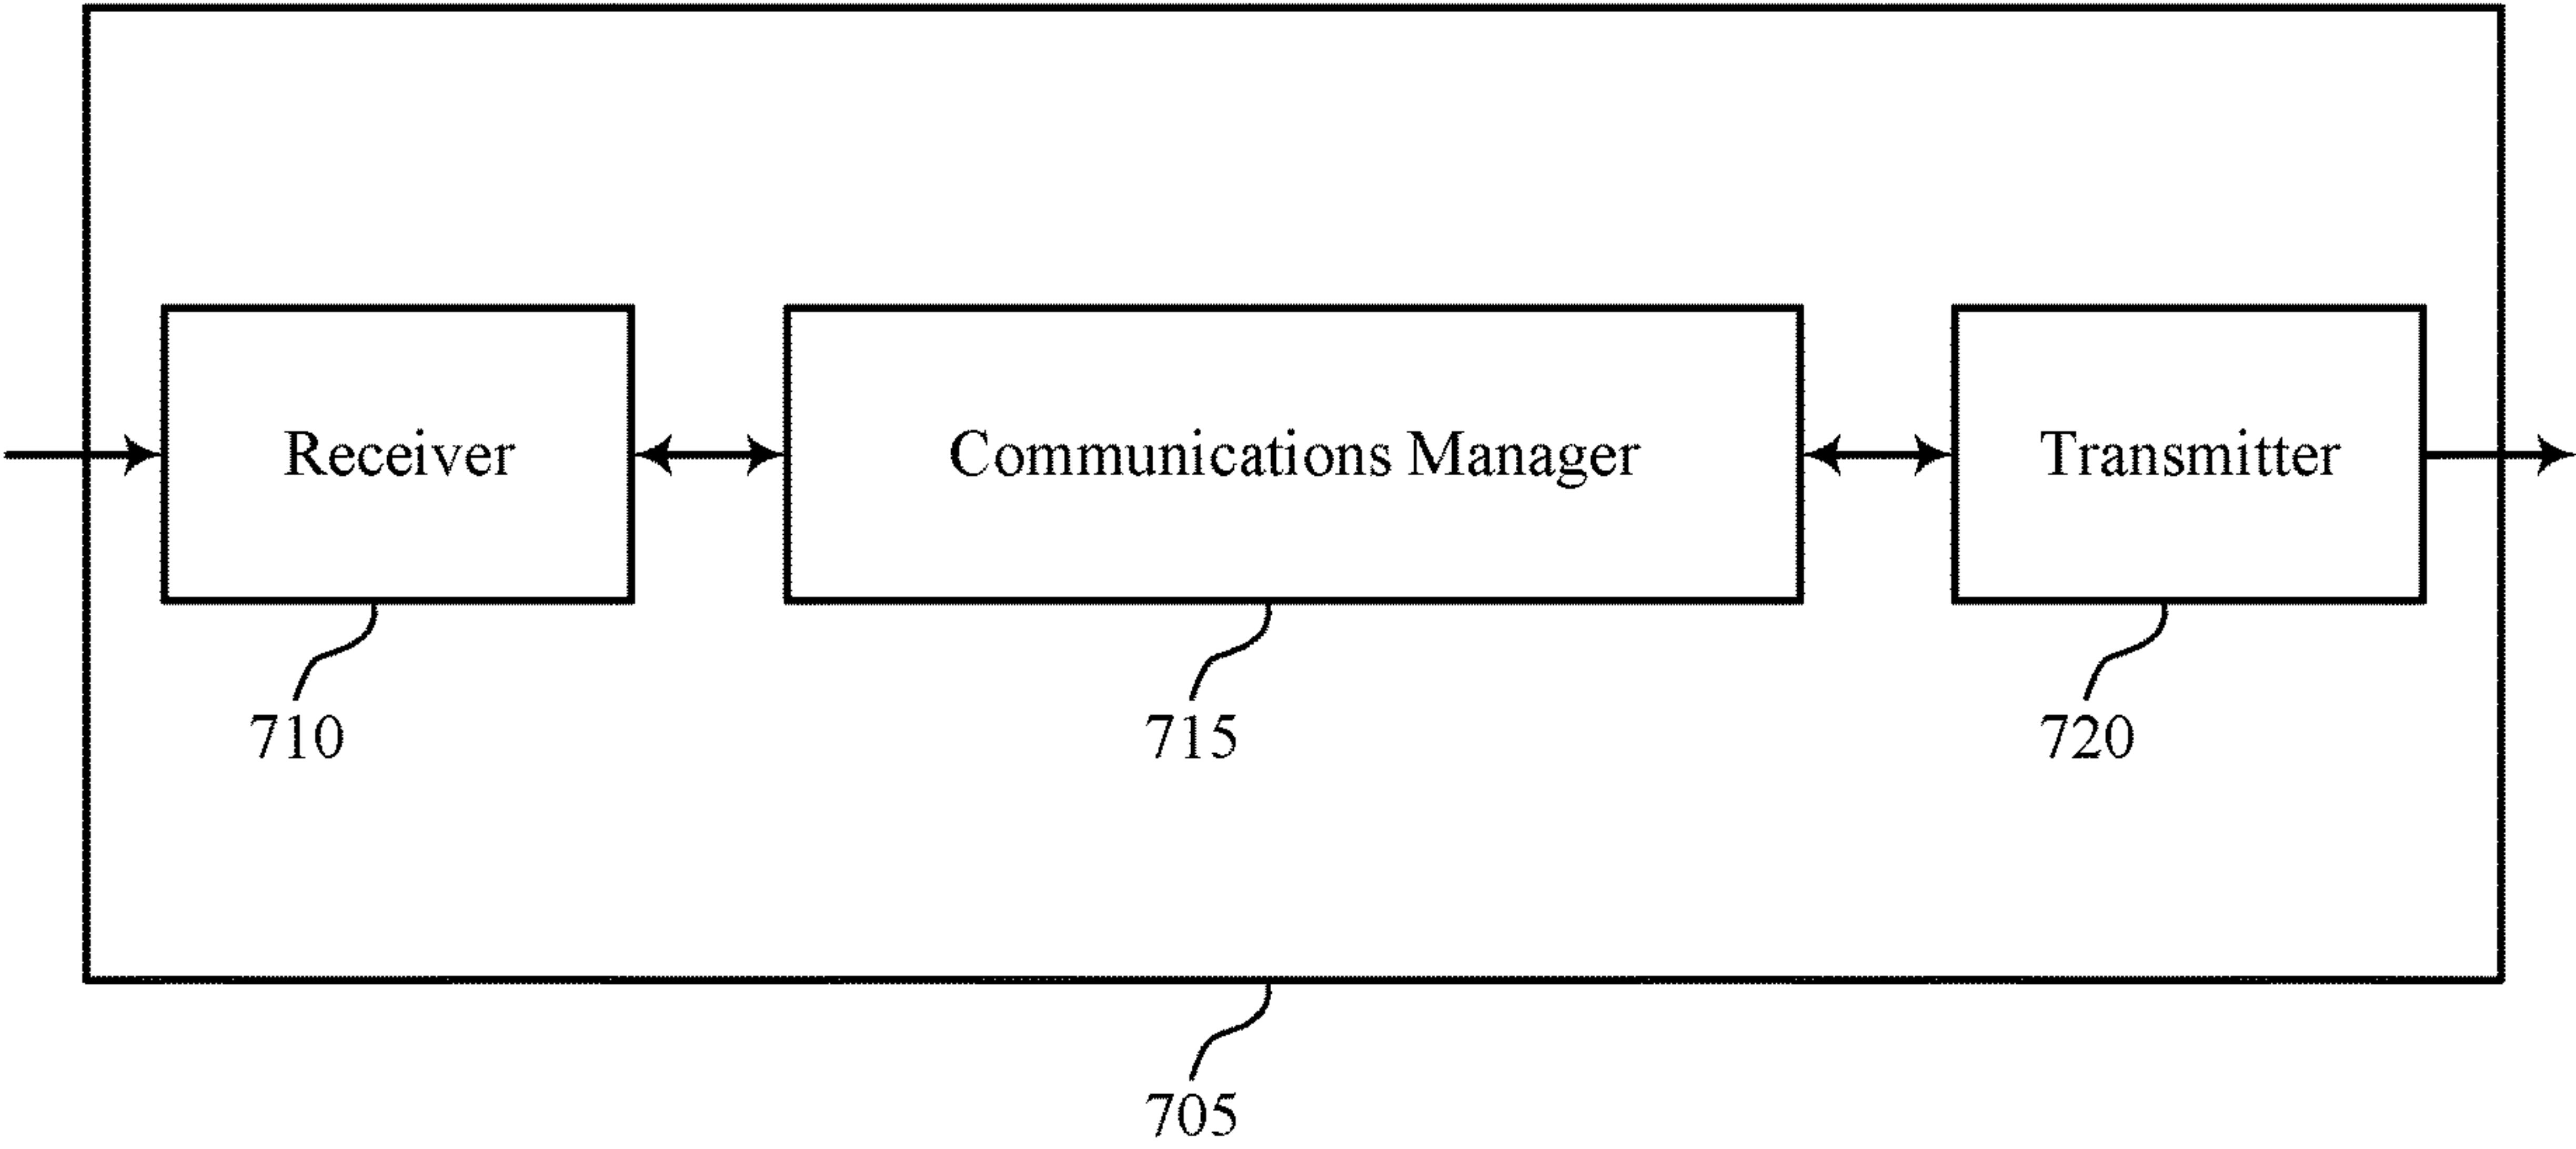 Receiver
Communications Manager
Transmitter
710
715
720
705